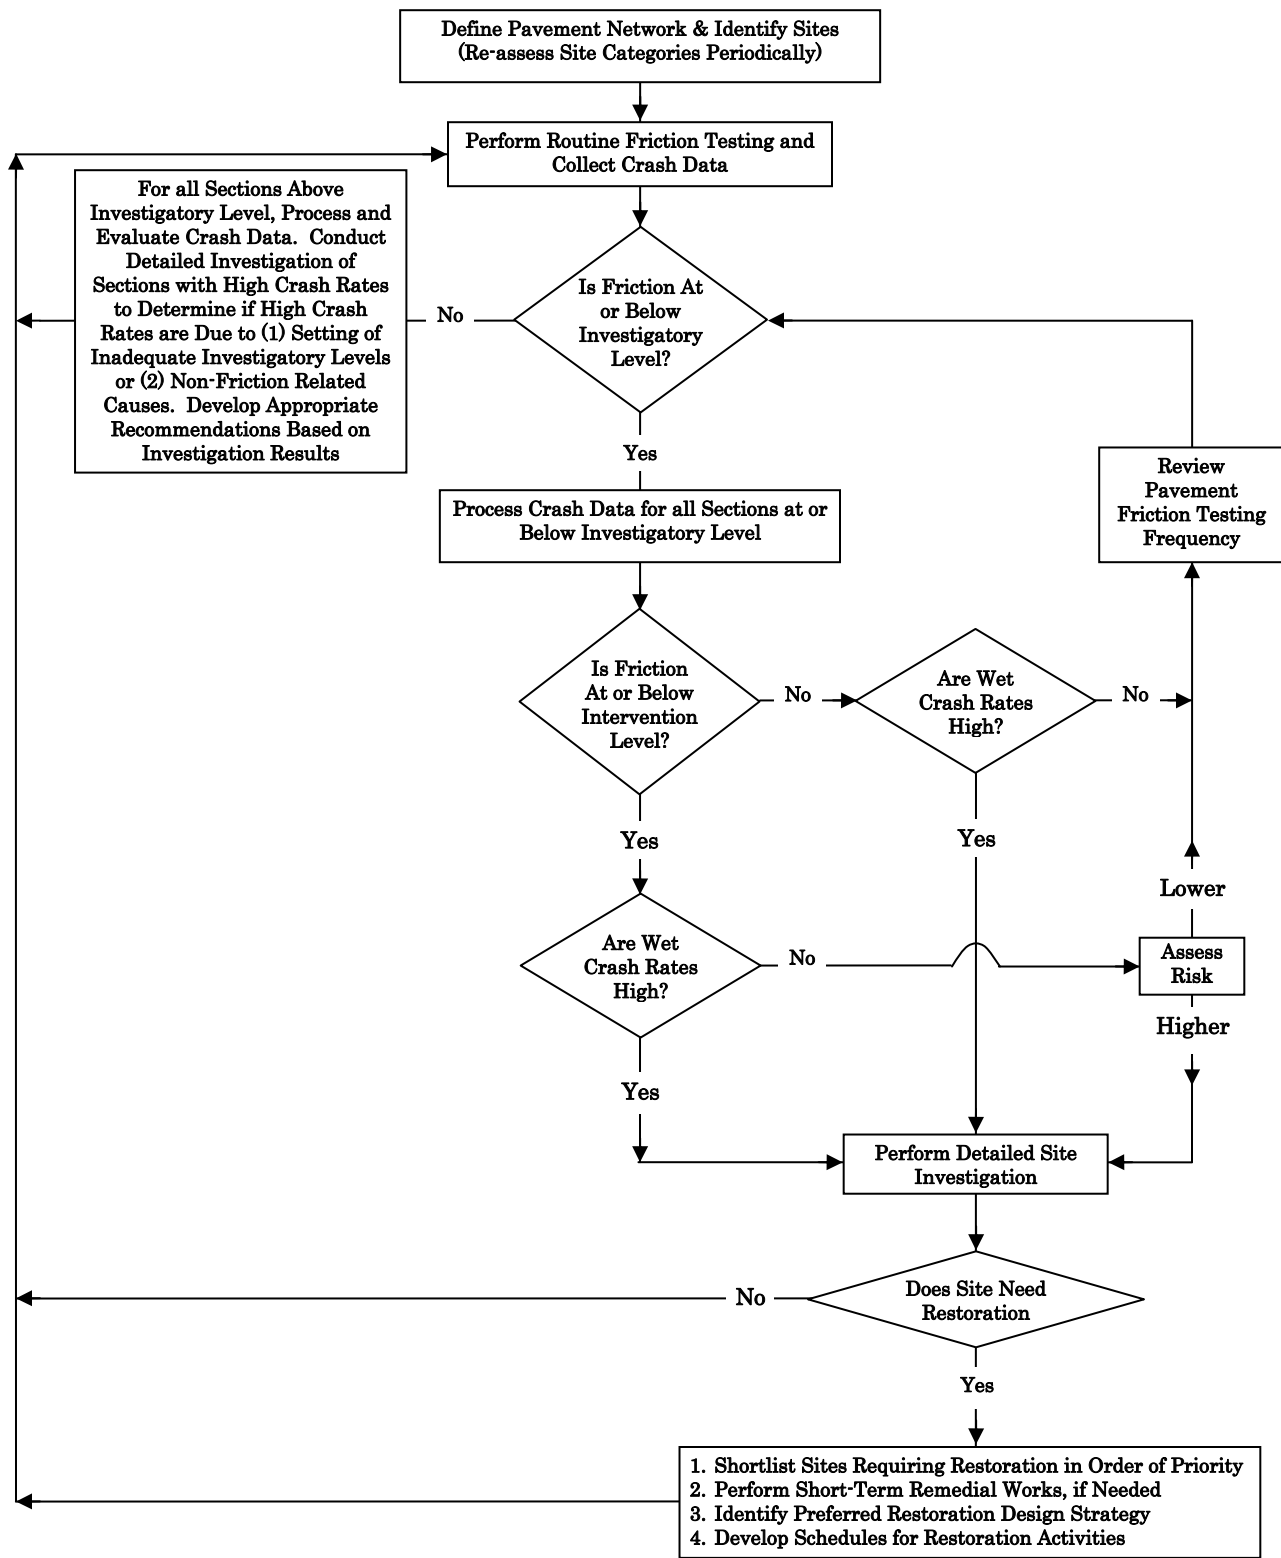 Define Pavement Network & Identify Sites
(Re-assess Site Categories Periodically)
Perform Routine Friction Testing and
Collect Crash Data
For all Sections Above
Investigatory Level, Process and
Evaluate Crash Data.  Conduct
Detailed Investigation of
Sections with High Crash Rates
to Determine if High Crash
Rates are Due to (1) Setting of
Inadequate Investigatory Levels
or (2) Non-Friction Related
Causes.  Develop Appropriate
Recommendations Based on
Investigation Results
No
Is Friction At
or Below
Investigatory
Level?
Yes
Process Crash Data for all Sections at or
Below Investigatory Level
Review
Pavement
Friction Testing
Frequency
Is Friction
At or Below
Intervention
Level?
No
Are Wet
Crash Rates
High?
No
Yes
Yes
Lower
Are Wet
Crash Rates
High?
No
Assess
Risk
Higher
Yes
Perform Detailed Site
Investigation
Does Site Need
Restoration
No
Yes
1. Shortlist Sites Requiring Restoration in Order of Priority
2. Perform Short-Term Remedial Works, if Needed
3. Identify Preferred Restoration Design Strategy
4. Develop Schedules for Restoration Activities